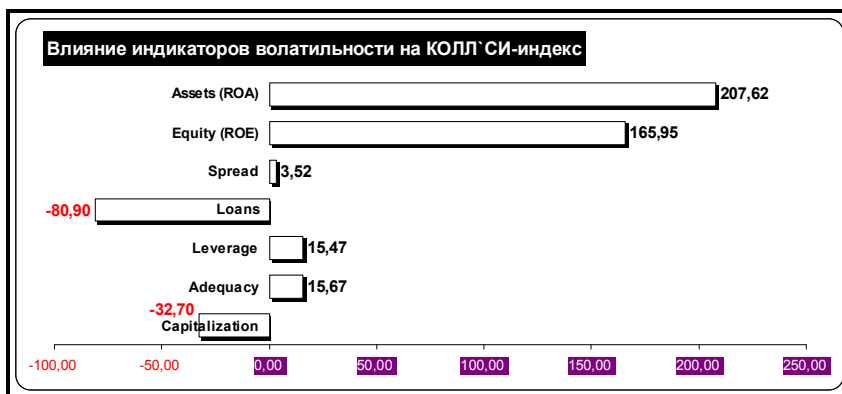 Влияние индикаторов волатильности на КОЛЛ`СИ-индекс
Assets (ROA)
207,62
Equity (ROE)
165,95
Spread
3,52
-80,90
Loans
Leverage
15,47
Adequacy
15,67
-32,70
Capitalization
-100,00 -50,00 0,00 50,00 100,00 150,00 200,00 250,00